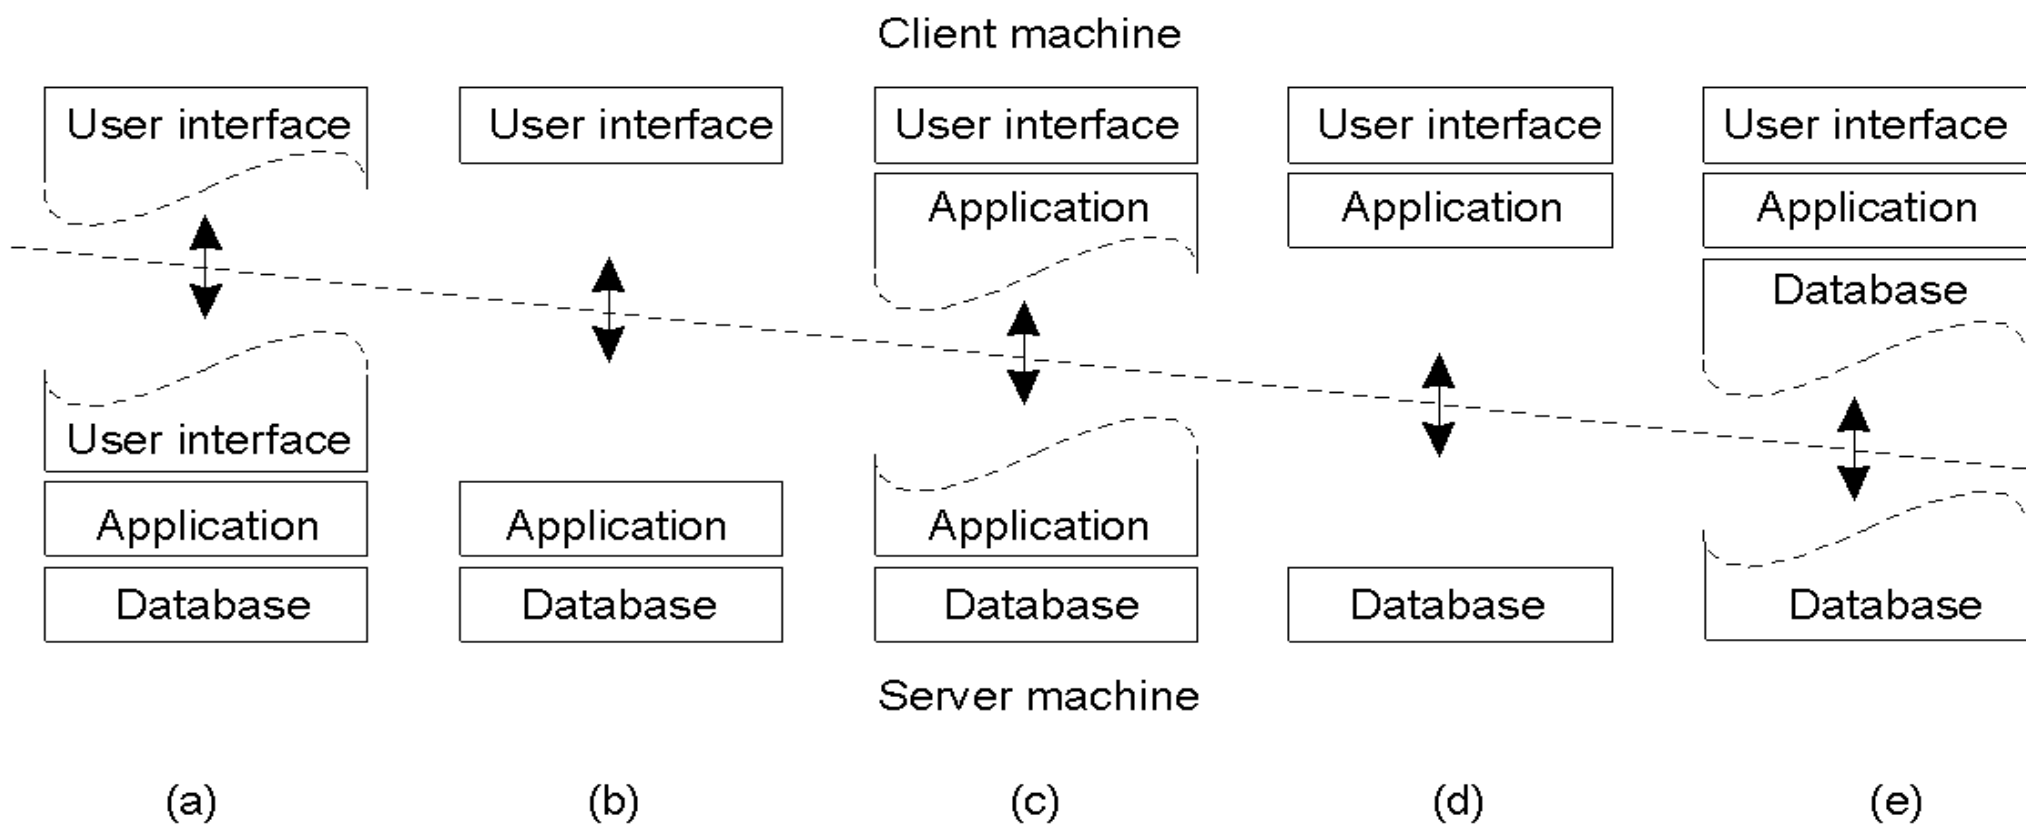 Client machine
User interface User interface User interface User interface User interface
Application Application Application
Database
User interface
Application Application Application
Database Database Database Database Database
Server machine
(a) (b) (c) (d) (e)